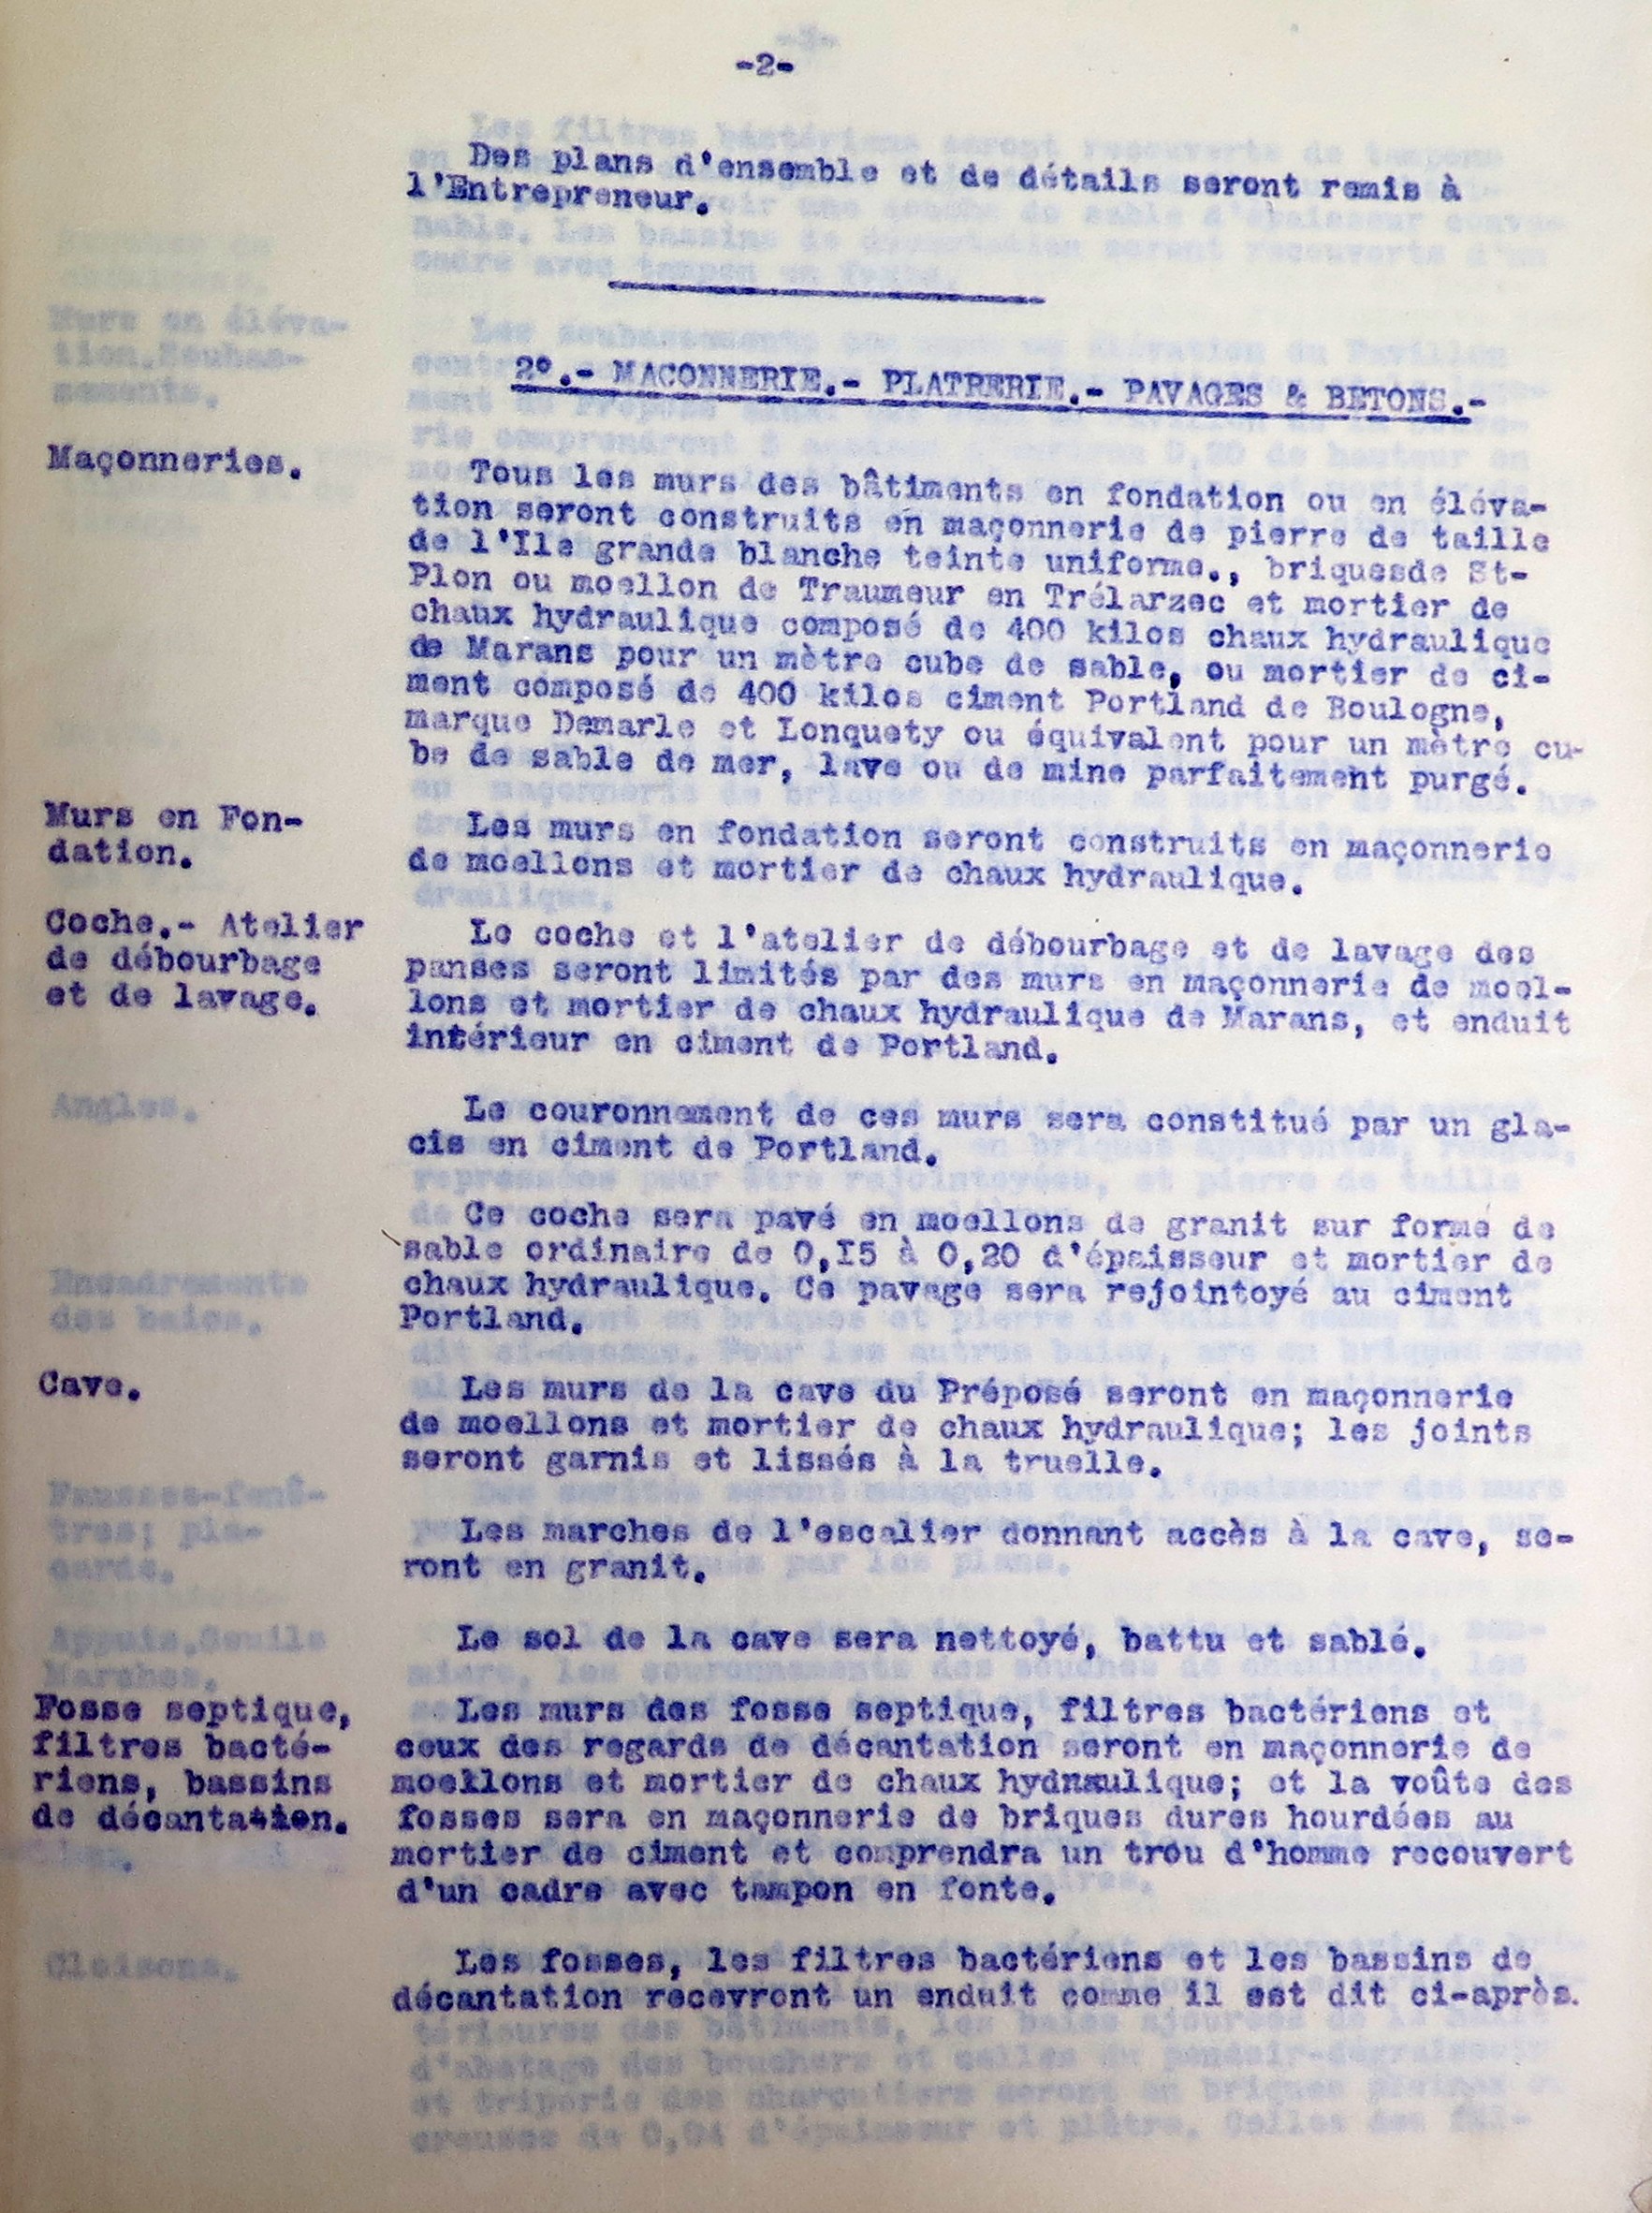 -2-
Des plans d'ensemble et de détails seront remis à
l'Entrepreneur.
2°.- MACONNERIE.- PLATRERIE.- PAVAGES & BETONS.-
Maçonneries.
Tous les murs des bâtiments en fondation ou en éléva-
tion seront construits en maçonnerie de pierre de taille
de l'Ile grande blanche teinte uniforme., briquesde St-
Plon ou moellon de Traumeur en Trélarzec et mortier de
chaux hydraulique composé de 400 kilos chaux hydraulique
de Marans pour un mètre cube de sable, ou mortier de ci-
ment composé de 400 kilos ciment Portland de Boulogne,
marque Demarle et Lonquety ou équivalent pour un mètre cu-
be de sable de mer, lave ou de mine parfaitement purgé.
Murs en Fon-
dation.
Les murs en fondation seront construits en maçonnerie
de moellons et mortier de chaux hydraulique.
Coche.- Atelier
de débourbage
et de lavage.
Le coche et l'atelier de débourbage et de lavage des
panses seront limités par des murs en maçonnerie de moel-
lons et mortier de chaux hydraulique de Marans, et enduit
intérieur en ciment de Portland.
Le couronnement de ces murs sera constitué par un gla-
cis en ciment de Portland.
Ce coche sera pavé en moellons de granit sur forme de
sable ordinaire de 0,I5 à 0,20 d'épaisseur et mortier de
chaux hydraulique. Ce pavage sera rejointoyé au ciment
Portland.
Cave.
Les murs de la cave du Préposé seront en maçonnerie
de moellons et mortier de chaux hydraulique; les joints
seront garnis et lissés à la truelle.
Les marches de l'escalier donnant accès à la cave, se-
ront en granit.
Le sol de la cave sera nettoyé, battu et sablé.
Fosse septique,
filtres bacté-
riens, bassins
de décantation.
Les murs des fosse septique, filtres bactériens et
ceux des regards de décantation seront en maçonnerie de
moellons et mortier de chaux hydraulique; et la voûte des
fosses sera en maçonnerie de briques dures hourdées au
mortier de ciment et comprendra un trou d'homme recouvert
d'un cadre avec tampon en fonte.
Les fosses, les filtres bactériens et les bassins de
décantation recevront un enduit comme il est dit ci-après.